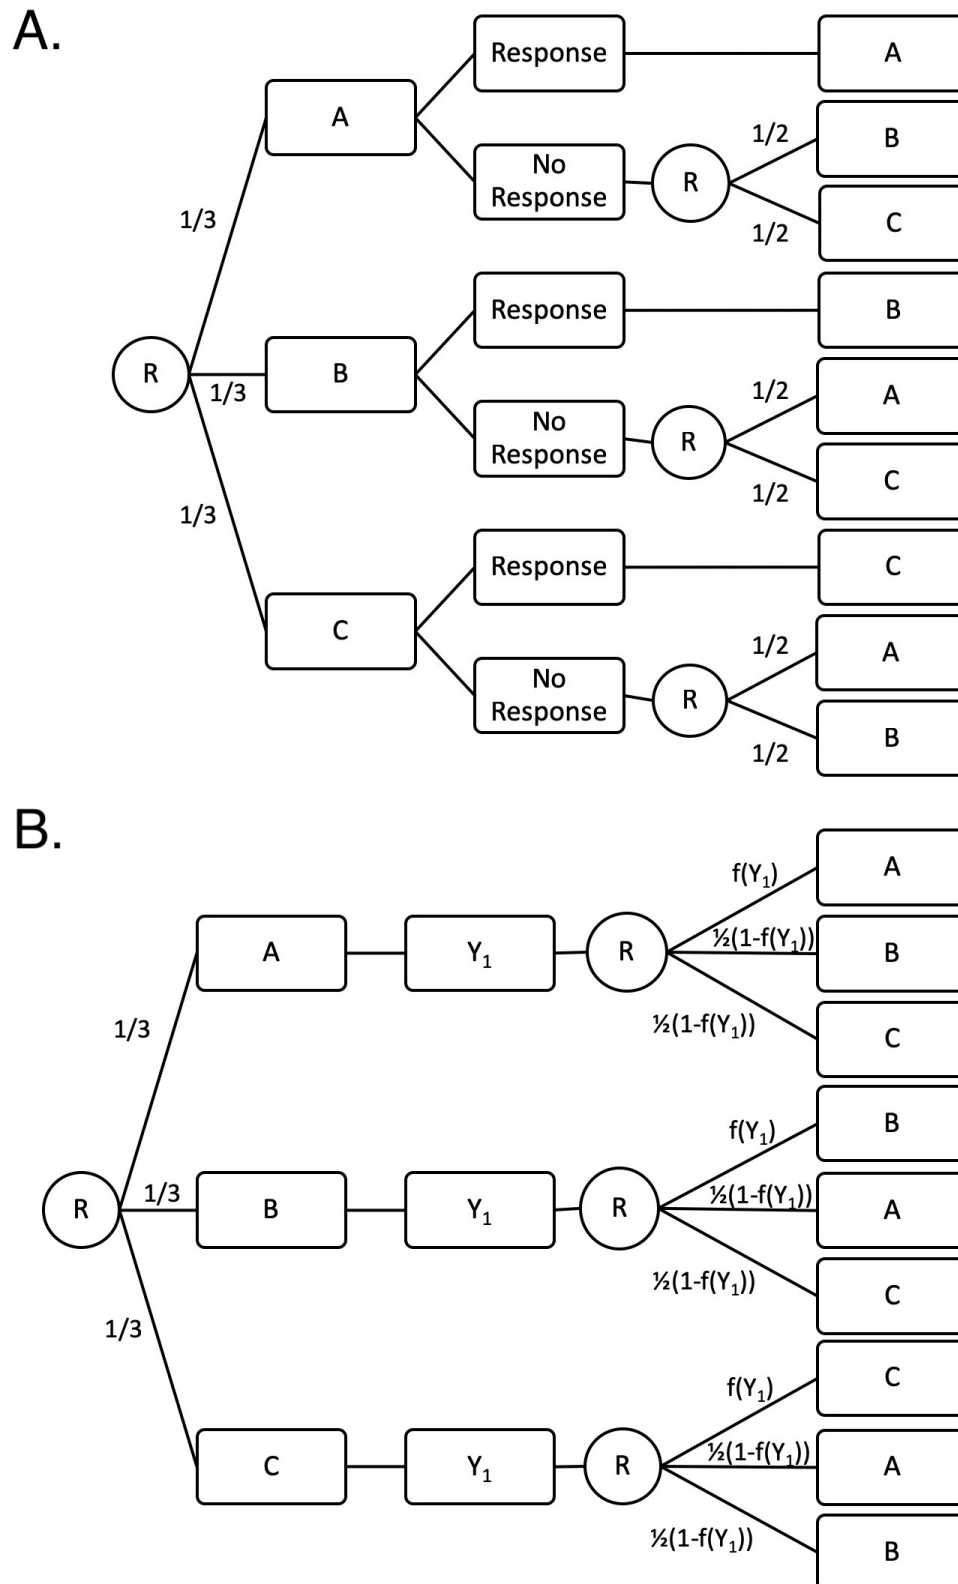 A.
Response
A
A
1/2
B
No
Response
R
1/3
1/2
C
Response
B
R
1/3
B
1/2
A
No
Response
R
1/2
C
1/3
Response
C
C
1/2
A
No
Response
R
1/2
B
B.
f(Y₁)
A
A
Y₁
R
½(1-f(Y₁))
B
1/3
½(1-f(Y₁))
C
f(Y₁)
B
R
1/3
B
Y₁
R
½(1-f(Y₁))
A
½(1-f(Y₁))
C
1/3
f(Y₁)
C
C
Y₁
R
½(1-f(Y₁))
A
½(1-f(Y₁))
B